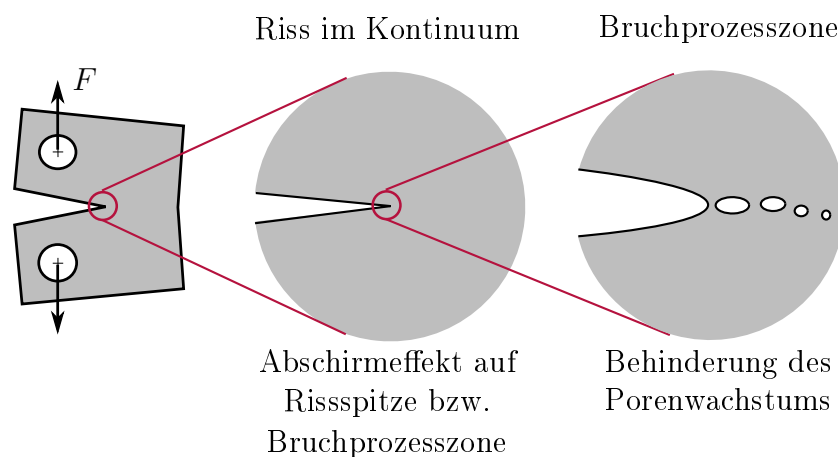 Riss im Kontinuum
Bruchprozesszone
F
Abschirmeffekt auf
Rissspitze bzw.
Bruchprozesszone
Behinderung des
Porenwachstums